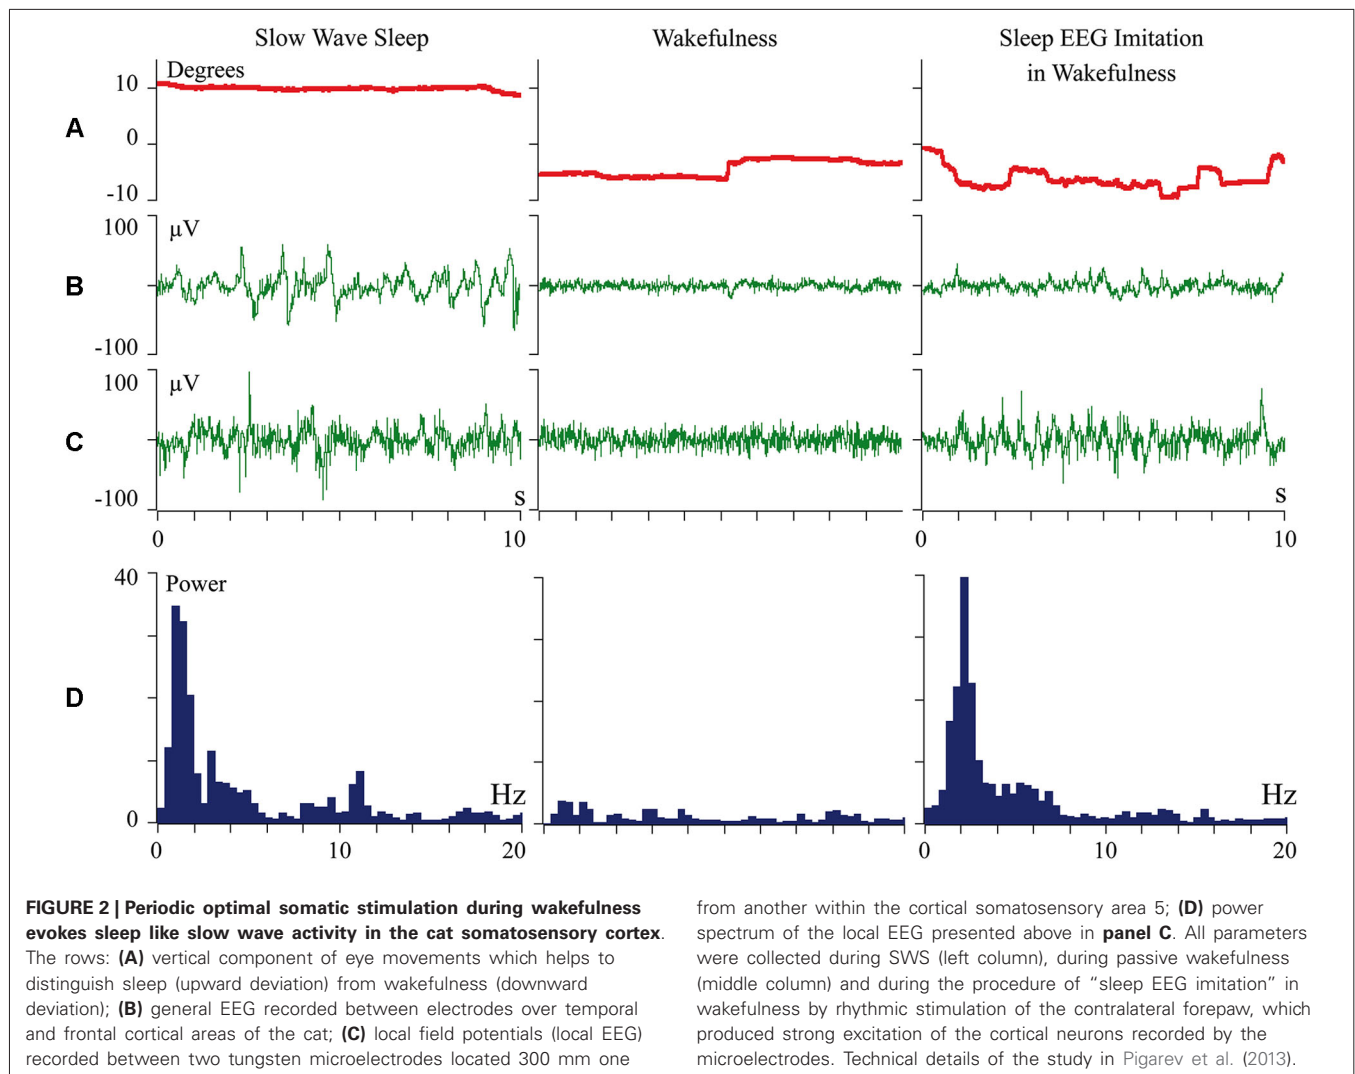 Slow Wave Sleep
Wakefulness
Sleep EEG Imitation
in Wakefulness
Degrees
10
0
-10
A
100
µV
-100
B
100
µV
-100
C
s
s
0
10
0
10
40
Power
0
D
Hz
Hz
0
10
20
0
10
20
FIGURE 2 | Periodic optimal somatic stimulation during wakefulness
evokes sleep like slow wave activity in the cat somatosensory cortex.
The rows: (A) vertical component of eye movements which helps to
distinguish sleep (upward deviation) from wakefulness (downward
deviation); (B) general EEG recorded between electrodes over temporal
and frontal cortical areas of the cat; (C) local field potentials (local EEG)
recorded between two tungsten microelectrodes located 300 mm one
from another within the cortical somatosensory area 5; (D) power
spectrum of the local EEG presented above in panel C. All parameters
were collected during SWS (left column), during passive wakefulness
(middle column) and during the procedure of “sleep EEG imitation” in
wakefulness by rhythmic stimulation of the contralateral forepaw, which
produced strong excitation of the cortical neurons recorded by the
microelectrodes. Technical details of the study in Pigarev et al. (2013).